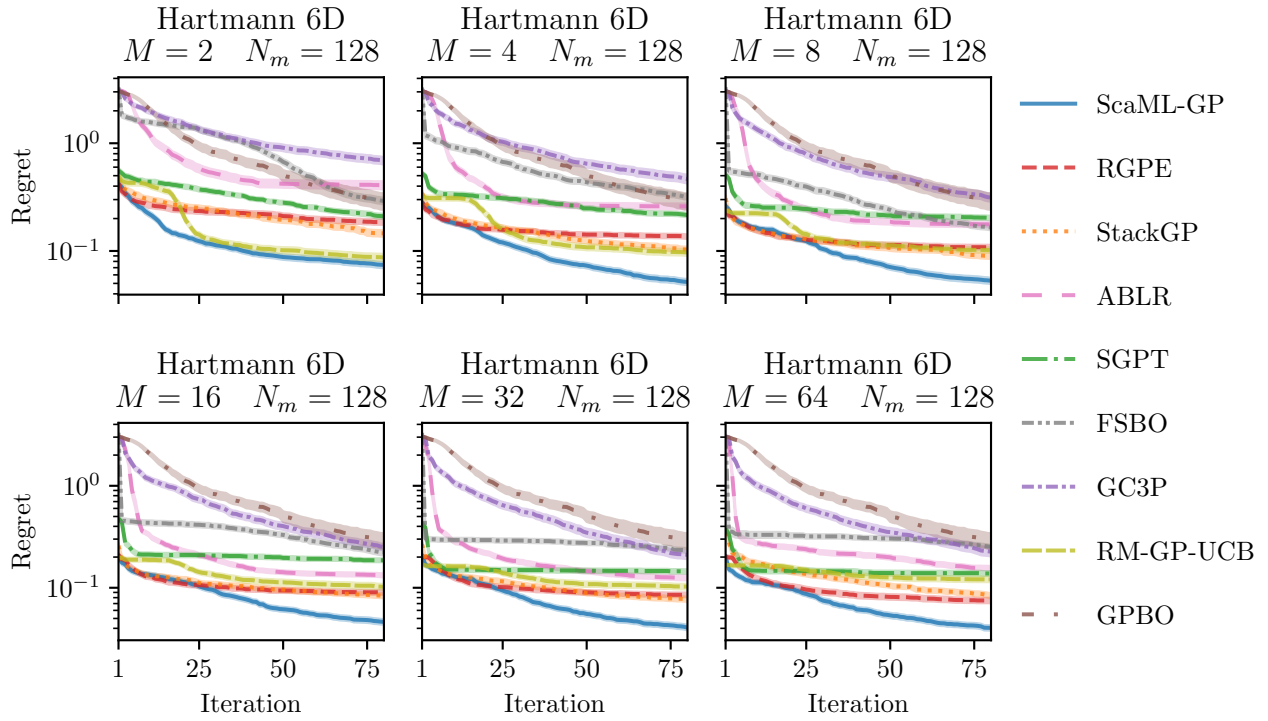 Hartmann 6D
M = 2 N_m = 128
Hartmann 6D
M = 4 N_m = 128
Hartmann 6D
M = 8 N_m = 128
Regret
10^0
10^{-1}
Hartmann 6D
M = 16 N_m = 128
Hartmann 6D
M = 32 N_m = 128
Hartmann 6D
M = 64 N_m = 128
Regret
10^0
10^{-1}
1 25 50 75
1 25 50 75
1 25 50 75
Iteration
Iteration
Iteration
ScaML-GP
RGPE
StackGP
ABLR
SGPT
FSBO
GC3P
RM-GP-UCB
GPBO